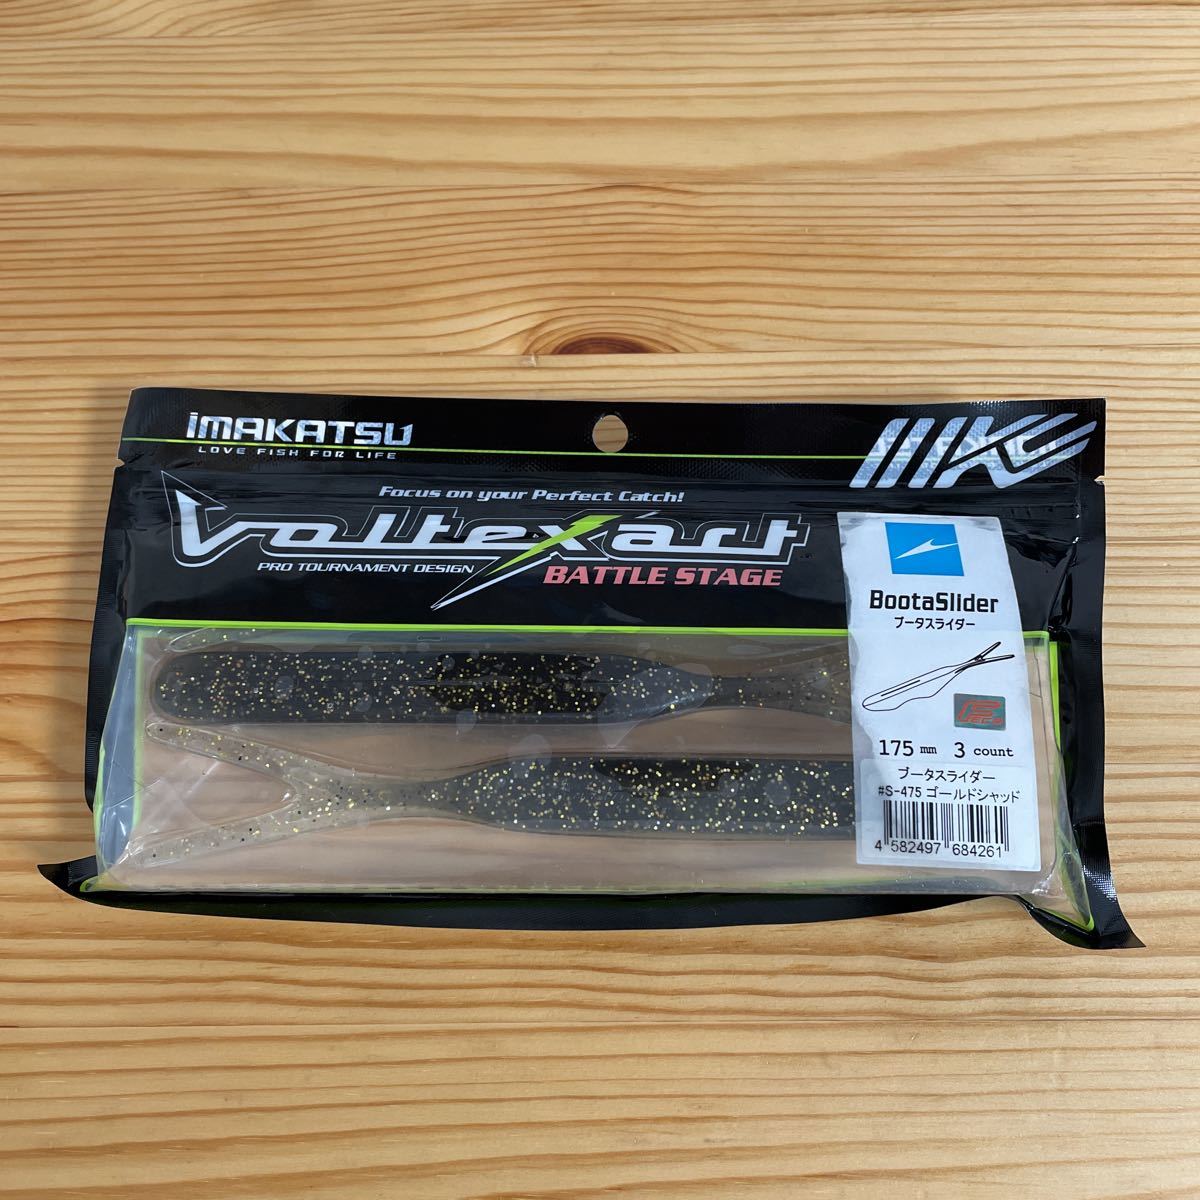 IMAKATSU
LOVE FISH FOR LIFE
Focus on your Perfect Catch!
Voltex'art
PRO TOURNAMENT DESIGN
BATTLE STAGE
BootaSlider
ブータスライダー
175 mm 3 count
ブータスライダー
#S-475 ゴールドシャッド
4 582497 684261